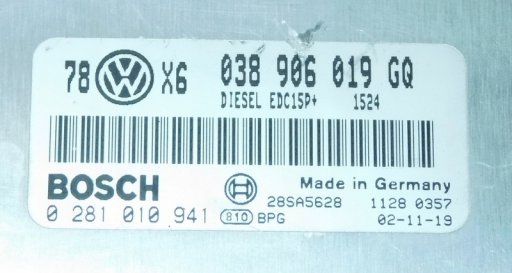 78 VW X6 038 906 019 GQ
DIESEL EDC15P+ 1524
BOSCH Made in Germany
28SA5628 1128 0357
0 281 010 941 810 BPG 02-11-19